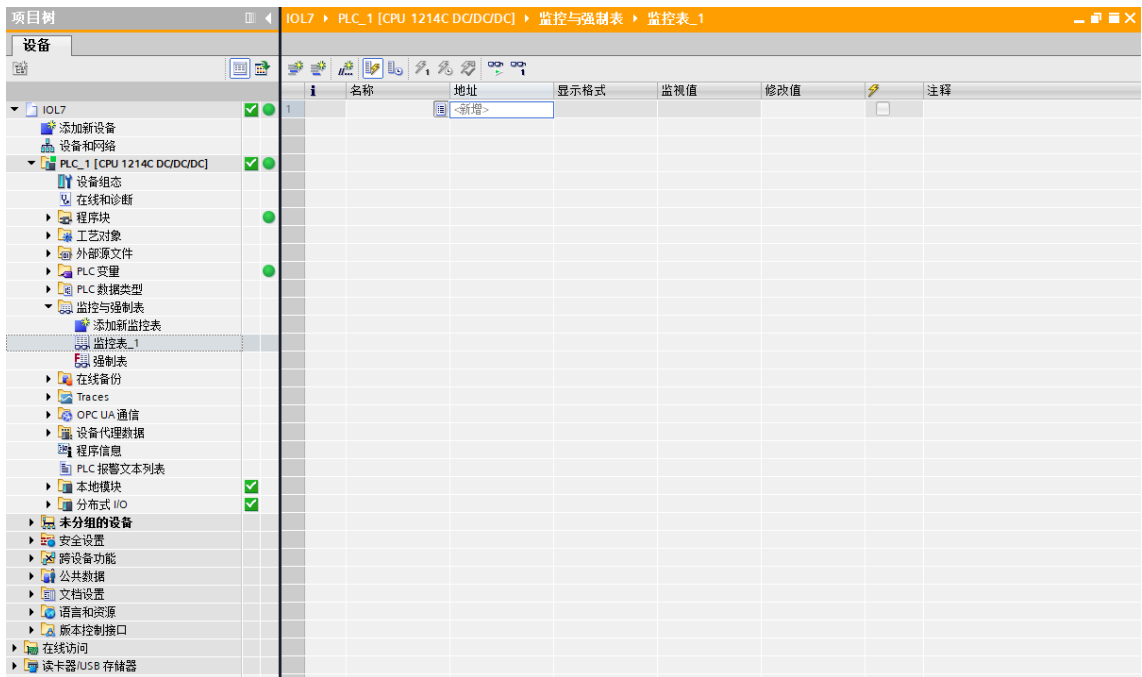 项目树
IOL7 PLC_1 [CPU 1214C DC/DC/DC] 监控与强制表 监控表_1
设备
i 名称 地址 显示格式 监视值 修改值 注释
1 <新增>
IOL7
添加新设备
设备和网络
PLC_1 [CPU 1214C DC/DC/DC]
设备组态
在线和诊断
程序块
工艺对象
外部源文件
PLC 变量
PLC 数据类型
监控与强制表
添加新监控表
监控表_1
强制表
在线备份
Traces
OPC UA 通信
设备代理数据
程序信息
PLC 报警文本列表
本地模块
分布式 I/O
未分组的设备
安全设置
跨设备功能
公共数据
文档设置
语言和资源
版本控制接口
在线访问
读卡器/USB 存储器